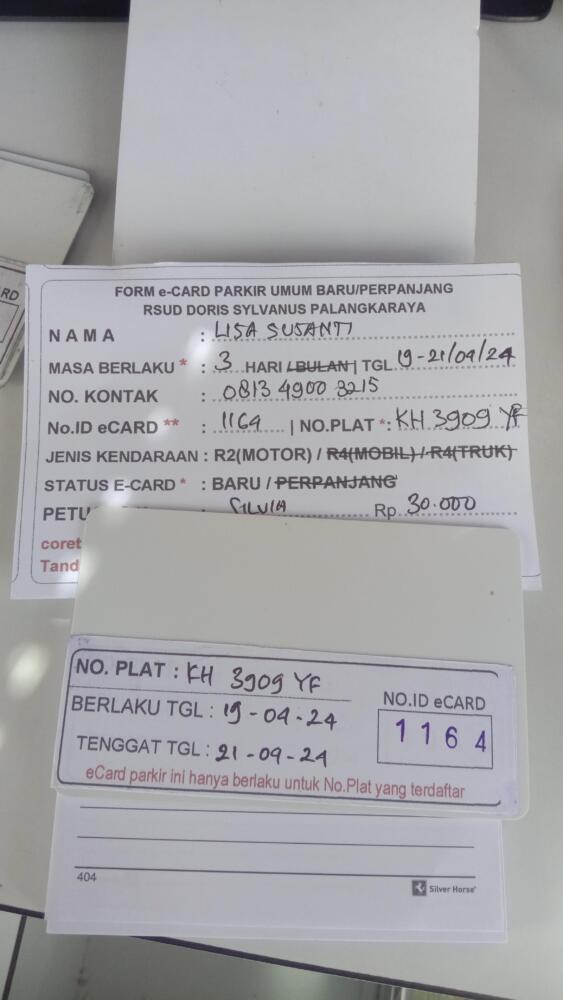 RD
FORM e-CARD PARKIR UMUM BARU/PERPANJANG
RSUD DORIS SYLVANUS PALANGKARAYA
NAMA : LISA SUSANTI
MASA BERLAKU * : 3 HARI / BULAN | TGL 19-21/09/24
NO. KONTAK : 0813 4900 3215
No.ID eCARD ** : 1164 | NO.PLAT *: KH 3909 YF
JENIS KENDARAAN : R2(MOTOR) / R4(MOBIL) / R4(TRUK)
STATUS E-CARD * : BARU / PERPANJANG
PETU : SILVIA Rp. 30.000
coret
Tand
NO. PLAT : KH 3909 YF
BERLAKU TGL : 19-09-24
TENGGAT TGL : 21-09-24
NO.ID eCARD
1164
eCard parkir ini hanya berlaku untuk No.Plat yang terdaftar
404
Silver Horse